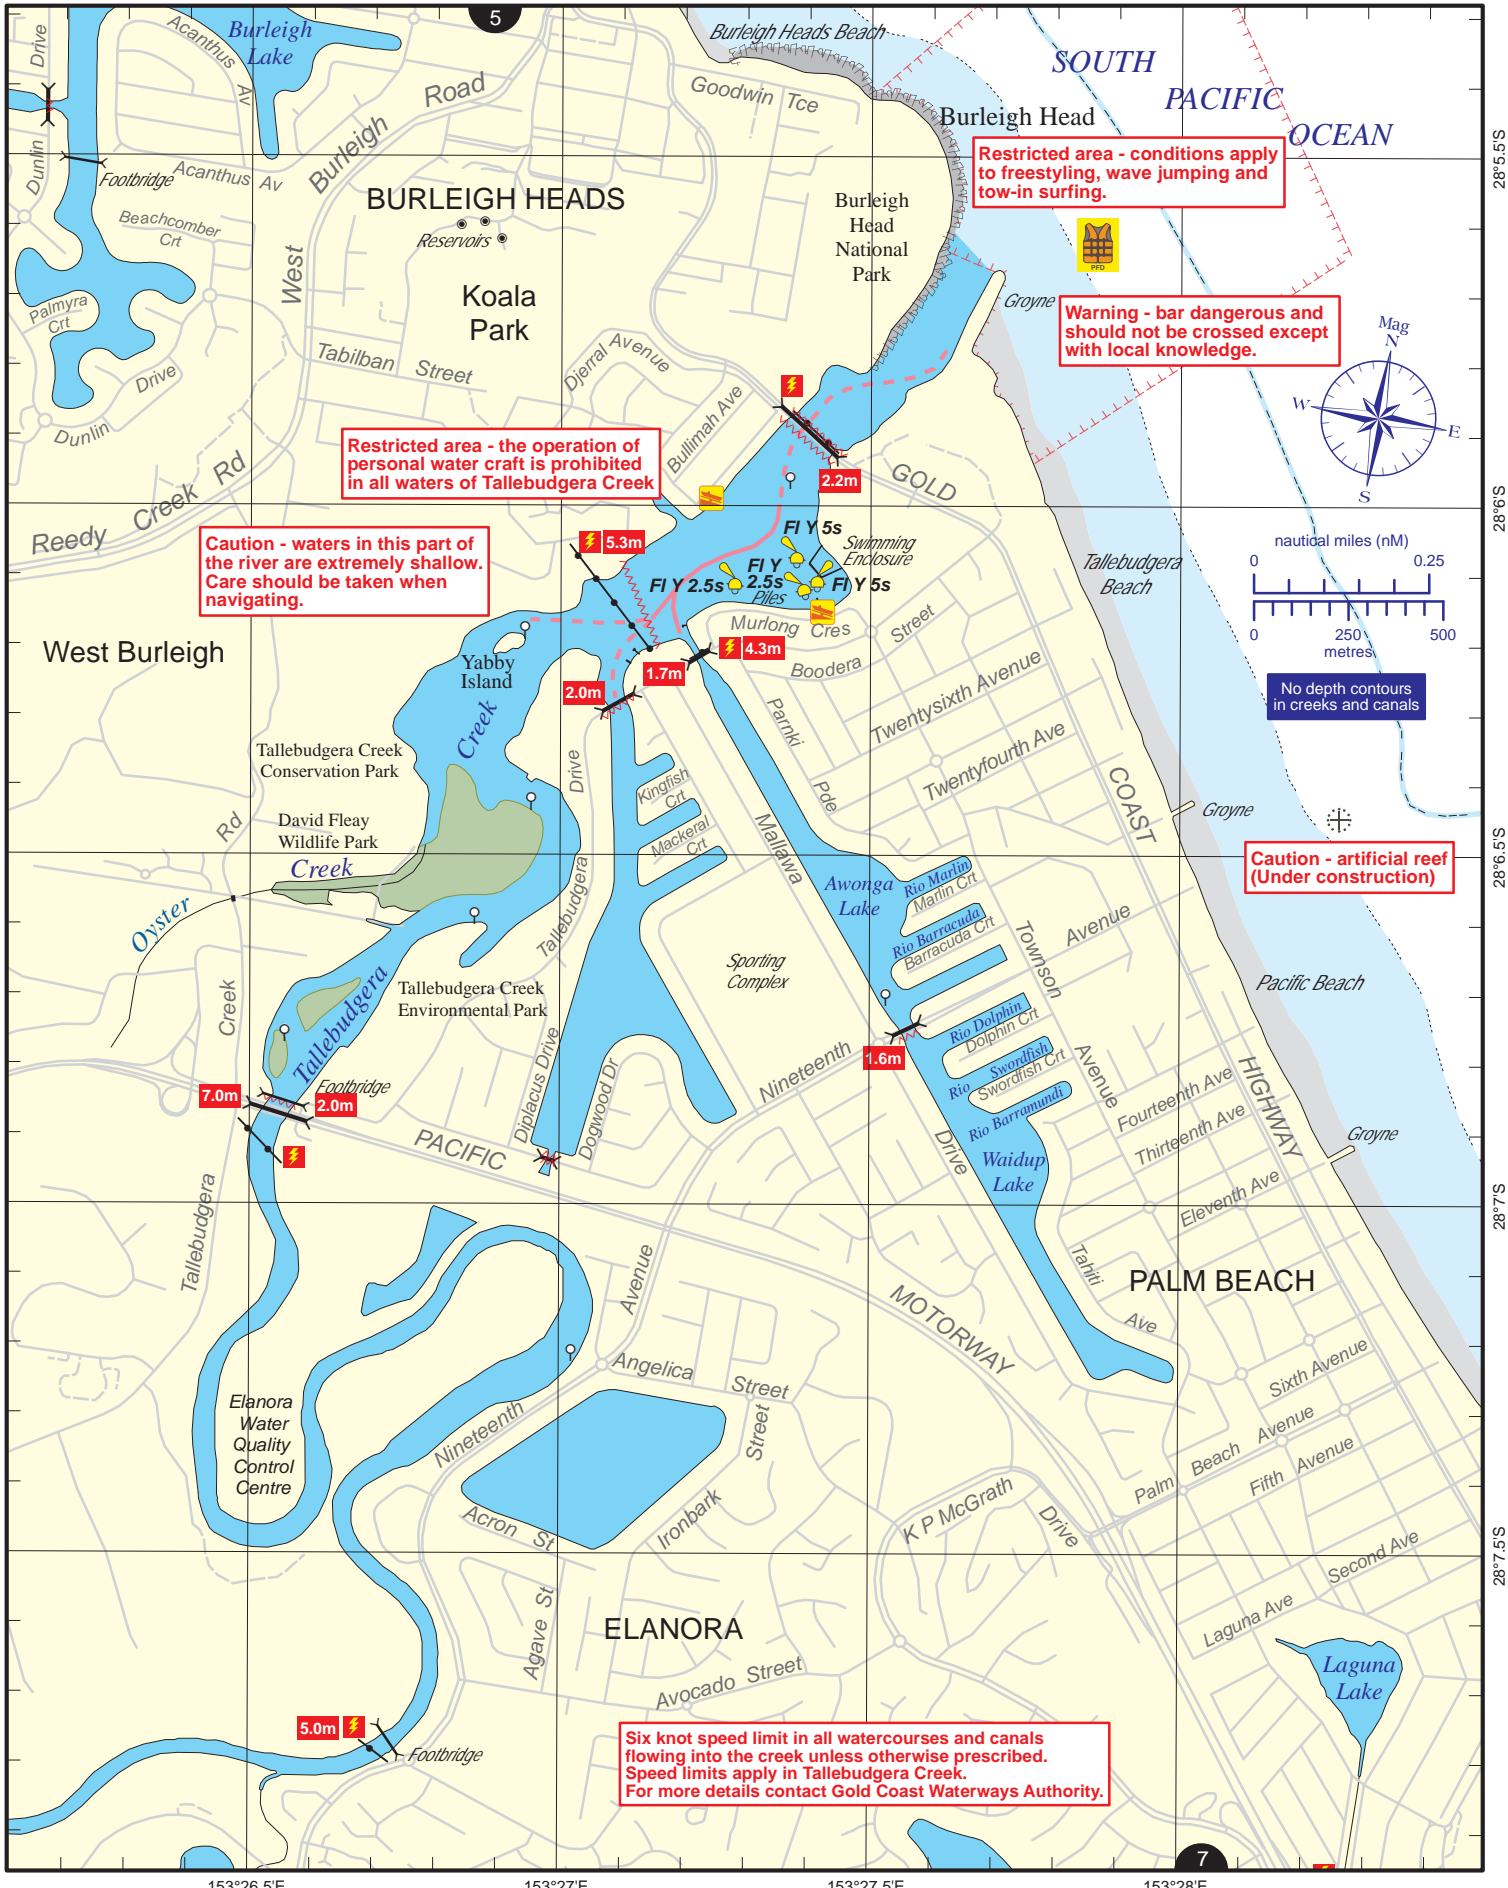 5
Drive
Acanthus
Av
Burleigh
Lake
Burleigh Heads Beach
SOUTH
PACIFIC
OCEAN
Road
Goodwin Tce
Burleigh Head
Dunlin
Footbridge
Acanthus Av
Burleigh
28°5.5'S
Restricted area - conditions apply
to freestyling, wave jumping and
tow-in surfing.
BURLEIGH HEADS
Burleigh
Head
National
Park
Beachcomber
Crt
Reservoirs
PFD
West
Koala
Park
Groyne
Palmyra
Crt
Warning - bar dangerous and
should not be crossed except
with local knowledge.
Mag
N
W
E
S
Tabilban Street
Djerral Avenue
Drive
Dunlin
Bullimah Ave
Restricted area - the operation of
personal water craft is prohibited
in all waters of Tallebudgera Creek
2.2m
GOLD
Reedy Creek Rd
28°6'S
Caution - waters in this part of
the river are extremely shallow.
Care should be taken when
navigating.
5.3m
Fl Y 5s
Swimming
Enclosure
Fl Y 2.5s
Fl Y
2.5s
Fl Y 5s
Piles
nautical miles (nM)
0
0.25
0
250
500
metres
Tallebudgera
Beach
West Burleigh
Murlong Cres
Street
Boodera
4.3m
1.7m
2.0m
Yabby
Island
Creek
No depth contours
in creeks and canals
Twentysixth Avenue
Parnki
Pde
Twentyfourth Ave
Tallebudgera Creek
Conservation Park
Drive
Kingfish
Crt
COAST
Groyne
David Fleay
Wildlife Park
Rd
Mackeral
Crt
Mallawa
Creek
28°6.5'S
Caution - artificial reef
(Under construction)
Awonga
Lake
Rio Marlin
Marlin Crt
Oyster
Tallebudgera
Rio Barracuda
Barracuda Crt
Townson
Avenue
Sporting
Complex
Pacific Beach
Creek
Tallebudgera
Tallebudgera Creek
Environmental Park
Rio Dolphin
Dolphin Crt
1.6m
Nineteenth
Rio Swordfish
Swordfish Crt
Avenue
Diplacus Drive
Dogwood Dr
Footbridge
7.0m
2.0m
Rio Barramundi
Fourteenth Ave
HIGHWAY
Thirteenth Ave
Groyne
PACIFIC
Drive
Waidup
Lake
Eleventh Ave
28°7'S
Tallebudgera
Avenue
Tahiti
Ave
PALM BEACH
MOTORWAY
Angelica Street
Sixth Avenue
Elanora
Water
Quality
Control
Centre
Nineteenth
Street
Palm Beach Avenue
Fifth Avenue
Acron St
Ironbark
K P McGrath
Drive
28°7.5'S
Second Ave
Agave St
Laguna Ave
ELANORA
Laguna
Lake
Avocado Street
5.0m
Footbridge
Six knot speed limit in all watercourses and canals
flowing into the creek unless otherwise prescribed.
Speed limits apply in Tallebudgera Creek.
For more details contact Gold Coast Waterways Authority.
7
153°26.5'E
153°27'E
153°27.5'E
153°28'E